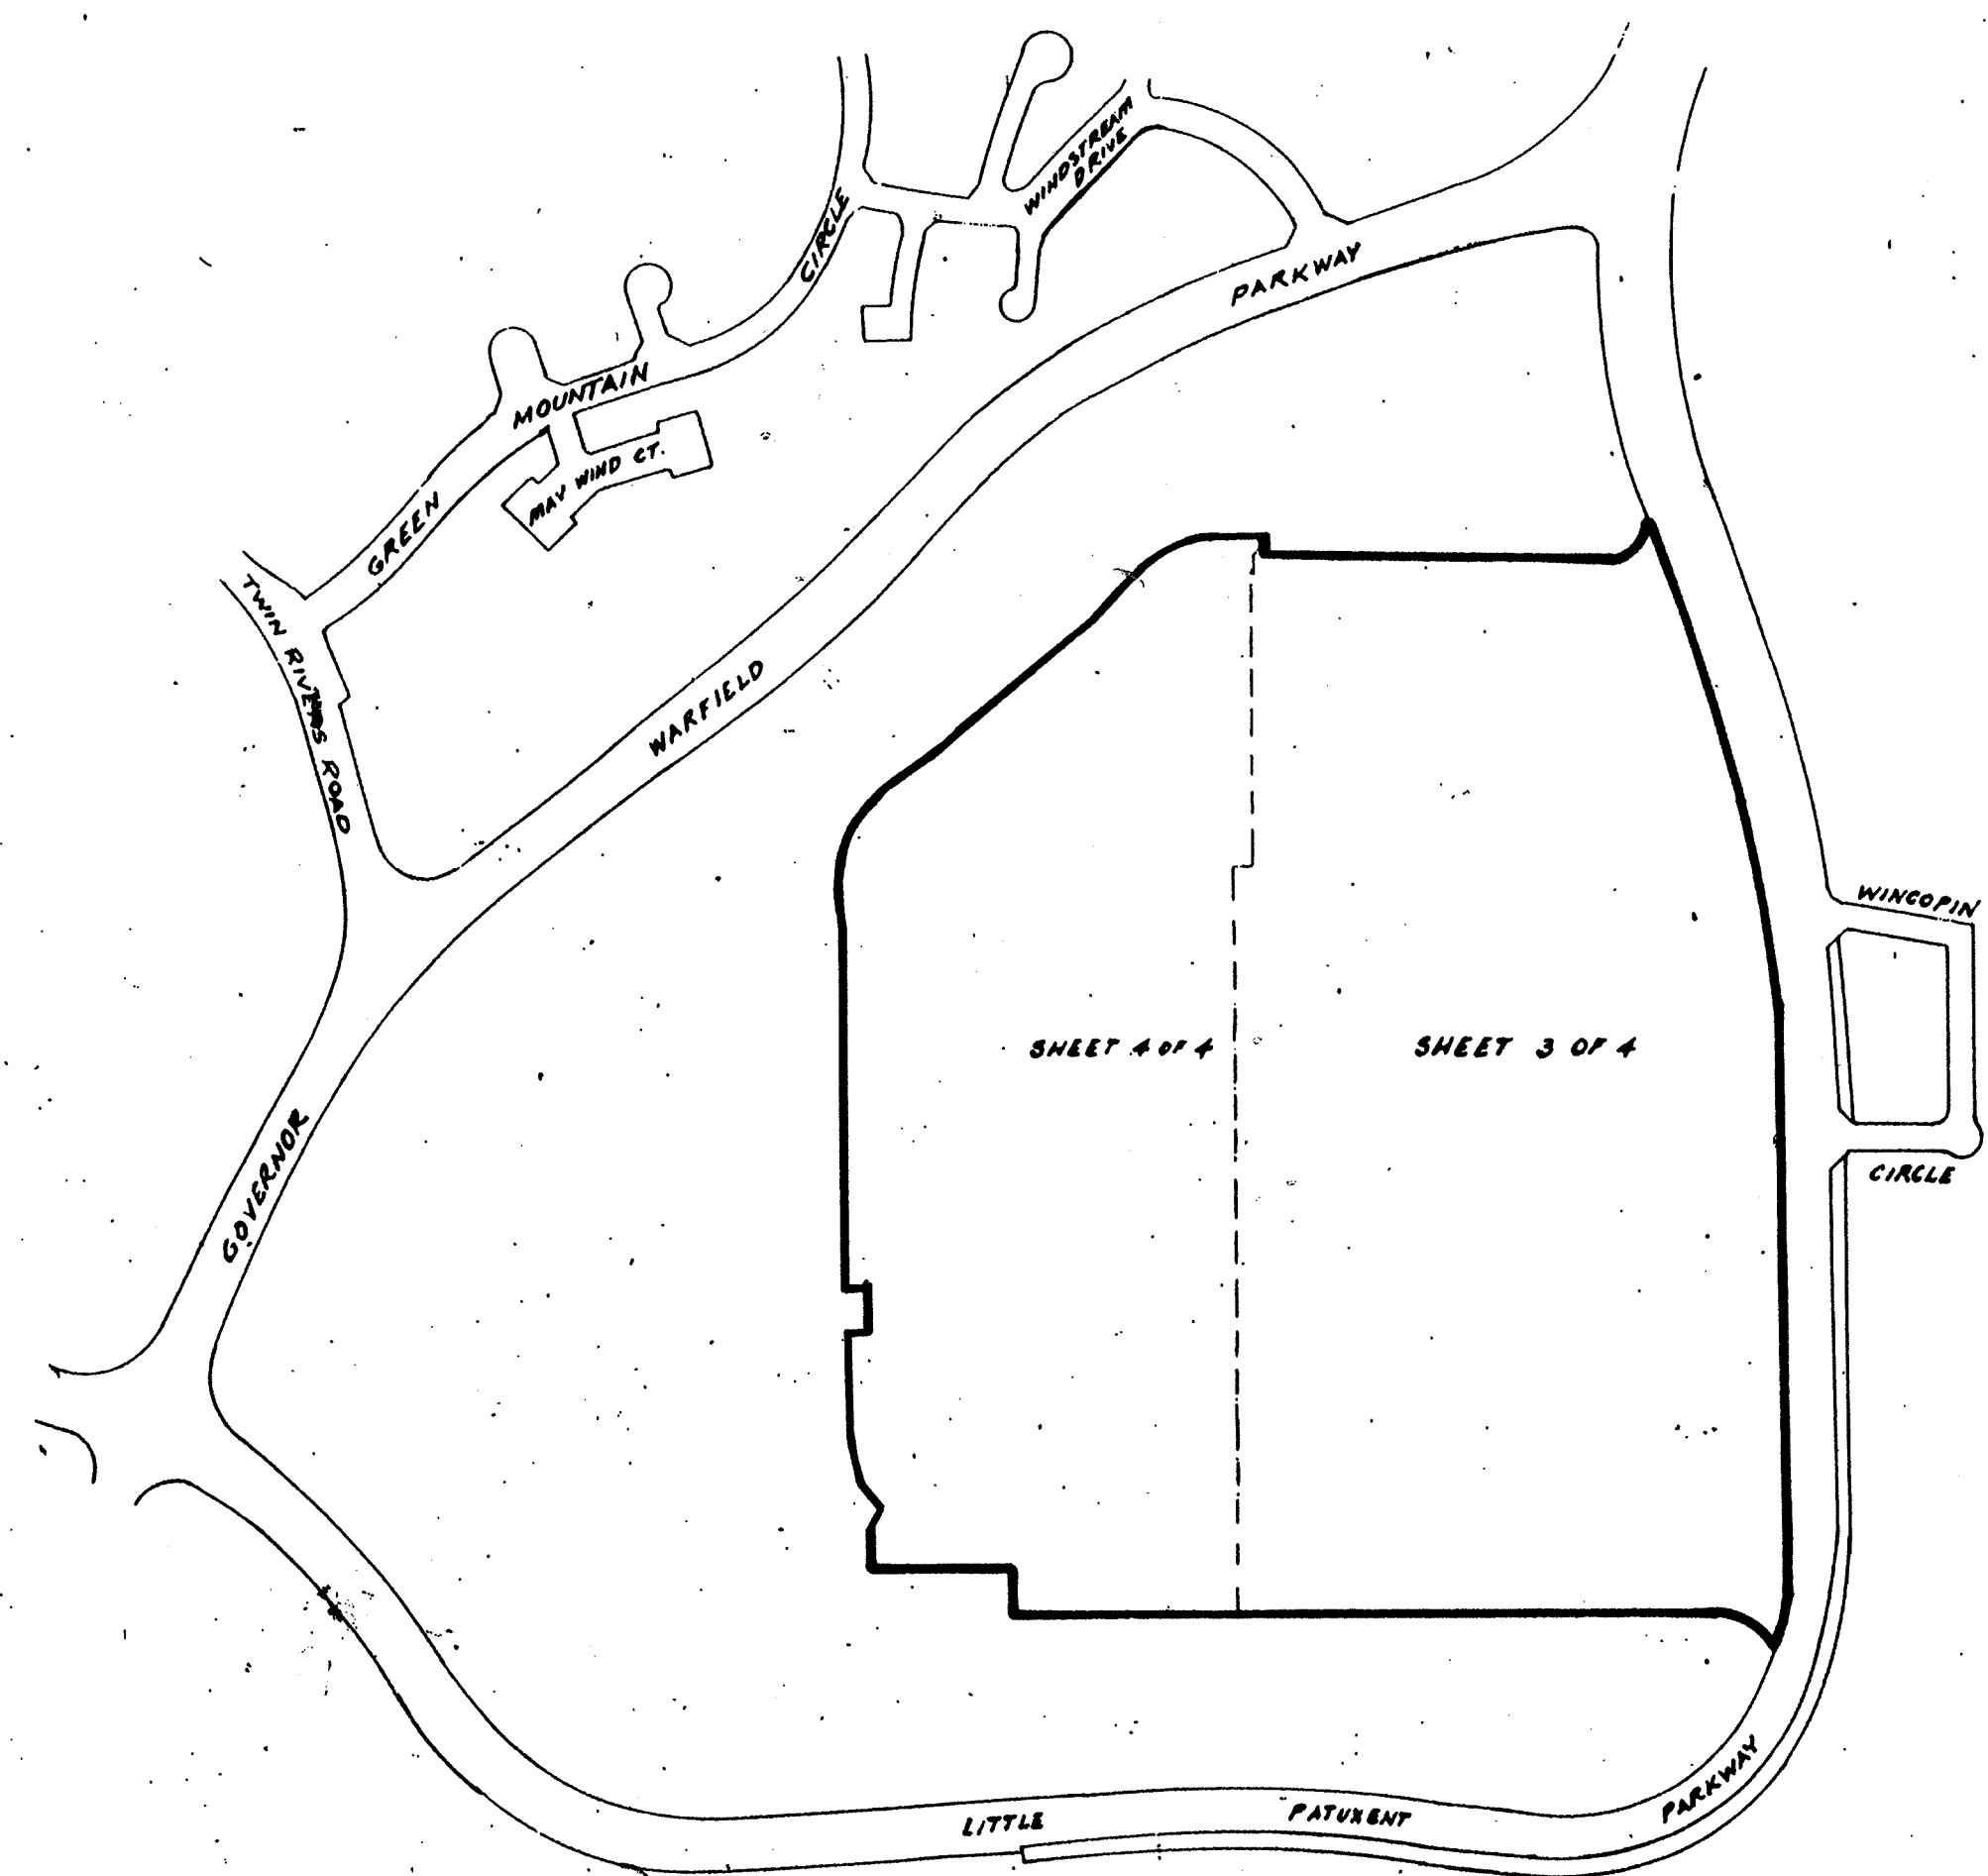 WINDSTREAM
DRIVE
CIRCLE
PARKWAY
MOUNTAIN
MAY WIND CT.
GREEN
TWIN RIVERS ROAD
WARFIELD
WINCOPIN
SHEET 4 OF 4
SHEET 3 OF 4
GOVERNOR
CIRCLE
PARKWAY
LITTLE
PATUXENT